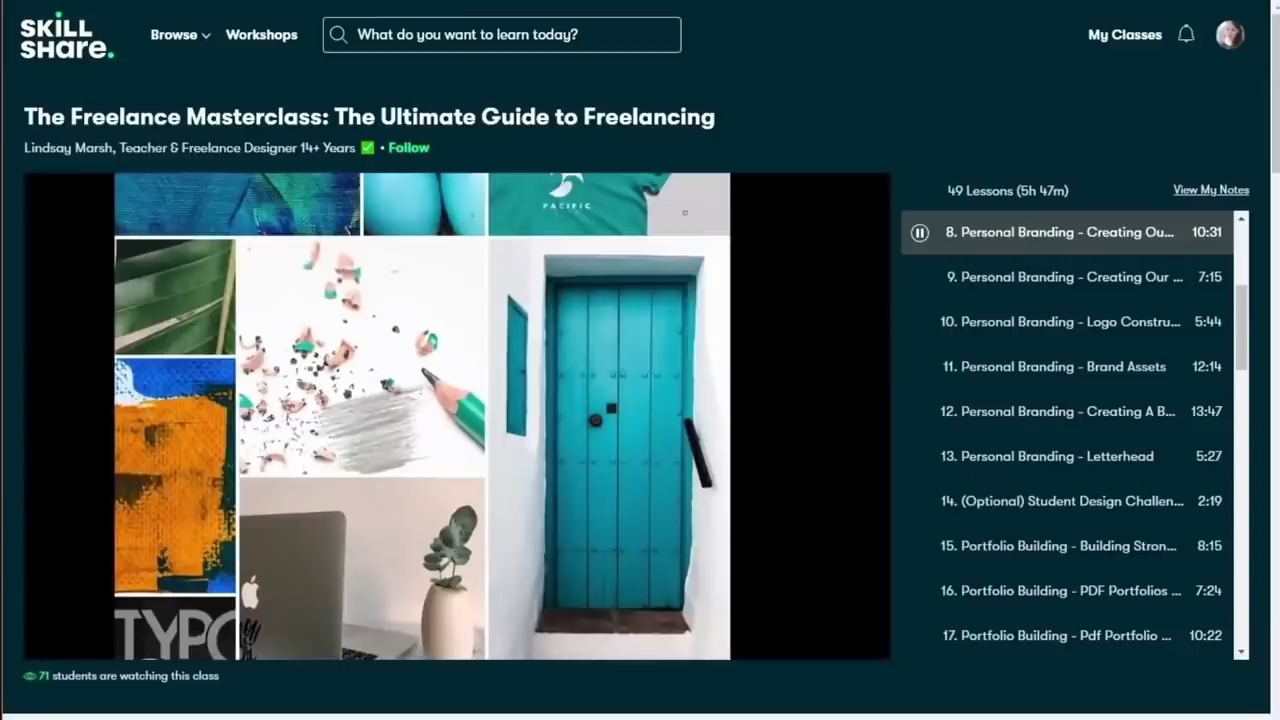 SKILL
SHare.
Browse
Workshops
What do you want to learn today?
My Classes
The Freelance Masterclass: The Ultimate Guide to Freelancing
Lindsay Marsh, Teacher & Freelance Designer 14+ Years ✅ • Follow
PACIFIC
TYPO
49 Lessons (5h 47m)
View My Notes
8. Personal Branding - Creating Ou... 10:31
9. Personal Branding - Creating Our ... 7:15
10. Personal Branding - Logo Constru... 5:44
11. Personal Branding - Brand Assets 12:14
12. Personal Branding - Creating A B... 13:47
13. Personal Branding - Letterhead 5:27
14. (Optional) Student Design Challen... 2:19
15. Portfolio Building - Building Stron... 8:15
16. Portfolio Building - PDF Portfolios ... 7:24
17. Portfolio Building - Pdf Portfolio ... 10:22
71 students are watching this class